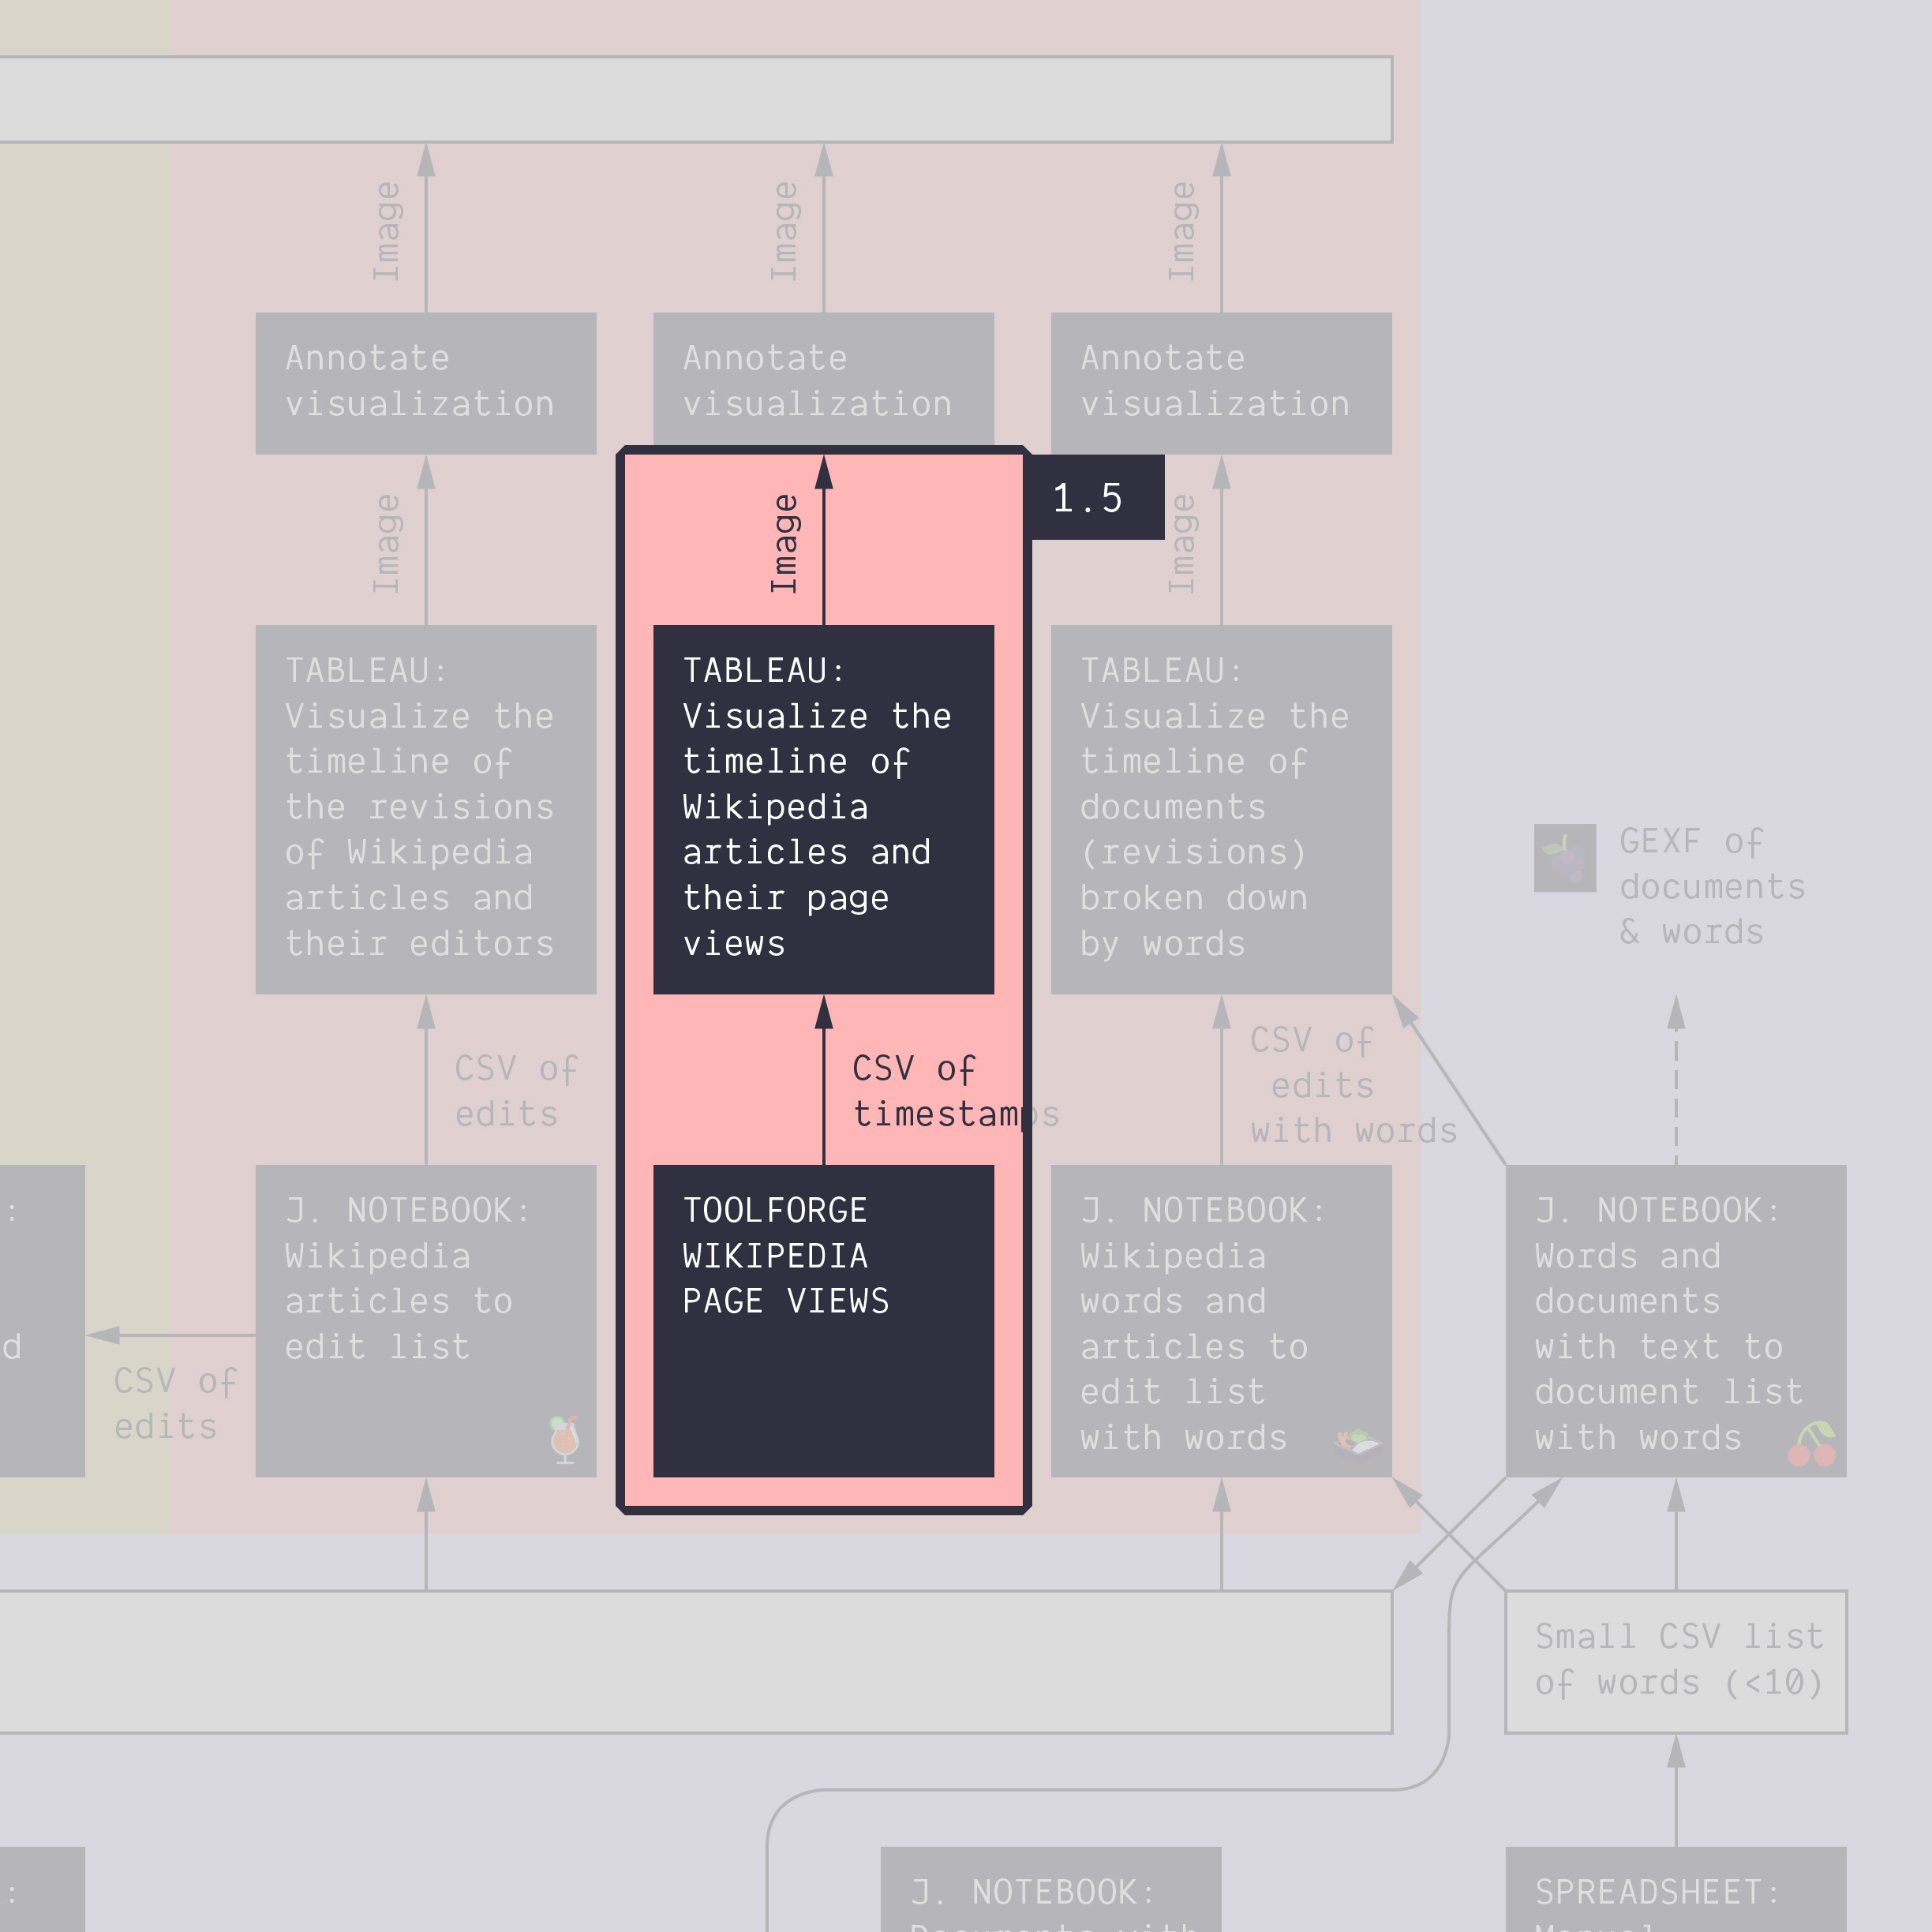 Image
Image
Image
Annotate
visualization
Annotate
visualization
Annotate
visualization
1.5
Image
Image
Image
TABLEAU:
Visualize the
timeline of
the revisions
of Wikipedia
articles and
their editors
TABLEAU:
Visualize the
timeline of
Wikipedia
articles and
their page
views
TABLEAU:
Visualize the
timeline of
documents
(revisions)
broken down
by words
GEXF of
documents
& words
CSV of
edits
CSV of
timestamps
CSV of
edits
with words
:
d
CSV of
edits
J. NOTEBOOK:
Wikipedia
articles to
edit list
TOOLFORGE
WIKIPEDIA
PAGE VIEWS
J. NOTEBOOK:
Wikipedia
words and
articles to
edit list
with words
J. NOTEBOOK:
Words and
documents
with text to
document list
with words
Small CSV list
of words (<10)
:
J. NOTEBOOK:
Documents with
SPREADSHEET:
Manual